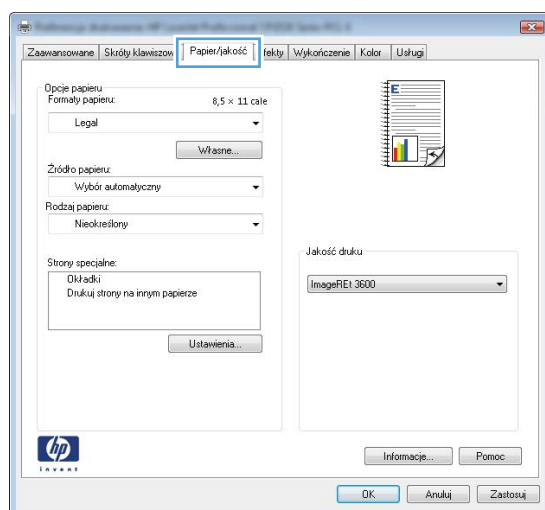 Zaawansowane Skróty klawiszow Papier/jakość fekty Wykończenie Kolor Usługi
Opcje papieru
Formaty papieru: 8,5 × 11 cale
Legal
Własne...
Źródło papieru:
Wybór automatyczny
Rodzaj papieru:
Nieokreślony
Strony specjalne:
Okładki
Drukuj strony na innym papierze
Ustawienia...
E
Jakość druku
ImageREt 3600
hp
invent
Informacje... Pomoc
OK Anuluj Zastosuj